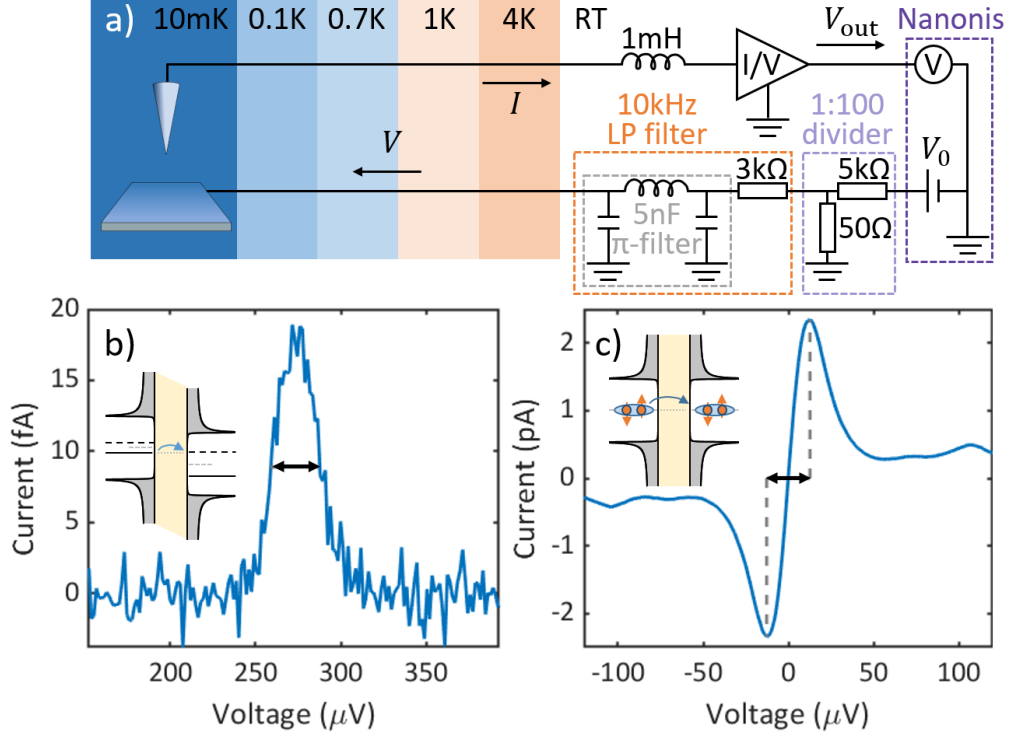 a) 10mK 0.1K 0.7K 1K 4K RT Nanonis
1mH
V_out
I/V
V
I
10kHz
LP filter
1:100
divider
V
V_0
3kΩ
5kΩ
50Ω
5nF
π-filter
b)
20
15
10
5
0
Current (fA)
200 250 300 350
Voltage (μV)
c)
2
1
0
-1
-2
Current (pA)
-100 -50 0 50 100
Voltage (μV)